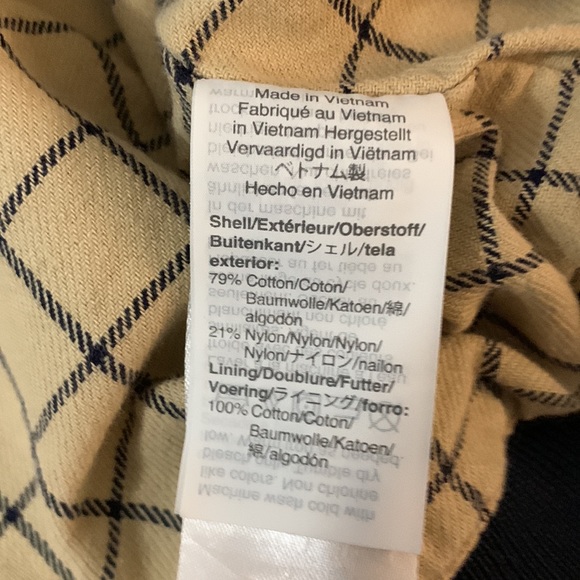 Made in Vietnam
Fabriqué au Vietnam
in Vietnam Hergestellt
Vervaardigd in Viëtnam
ベトナム製
Hecho en Vietnam
Shell/Extérieur/Oberstoff/
Buitenkant/シェル/tela
exterior:
79% Cotton/Coton/
Baumwolle/Katoen/綿/
algodón
21% Nylon/Nylon/Nylon/
Nylon/ナイロン/nailon
Lining/Doublure/Futter/
Voering/ライニング/forro:
100% Cotton/Coton/
Baumwolle/Katoen/
綿/algodón